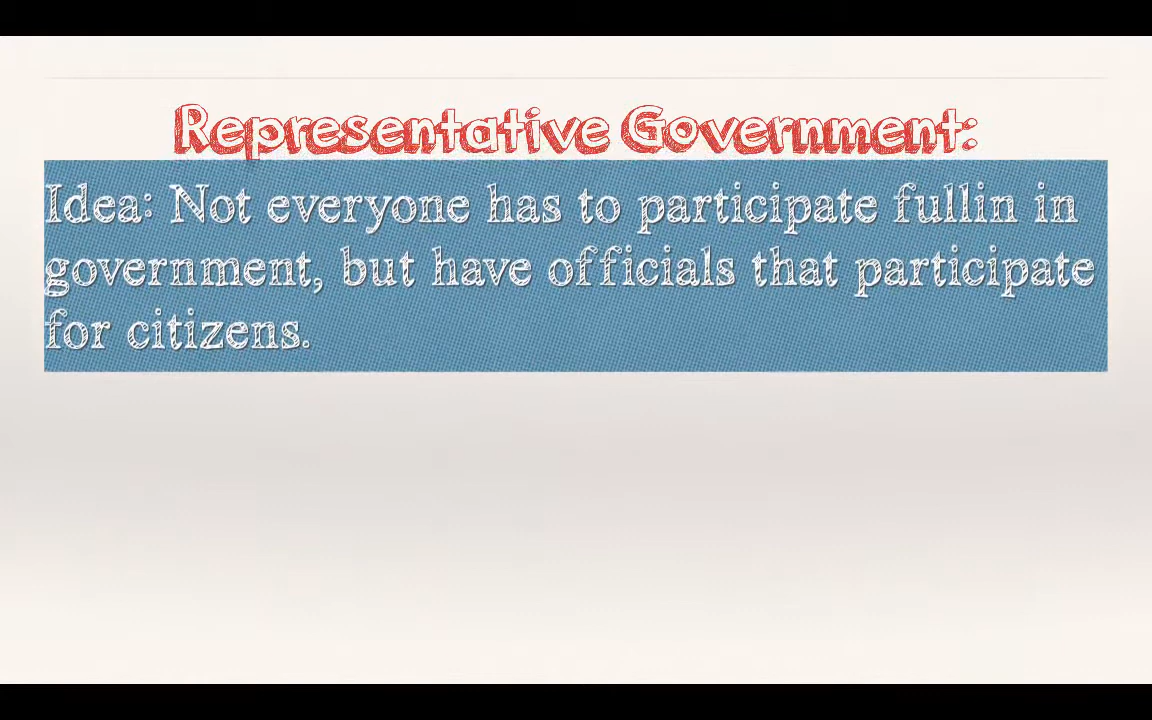 Representative Government:
Idea: Not everyone has to participate fullin in
government, but have officials that participate
for citizens.